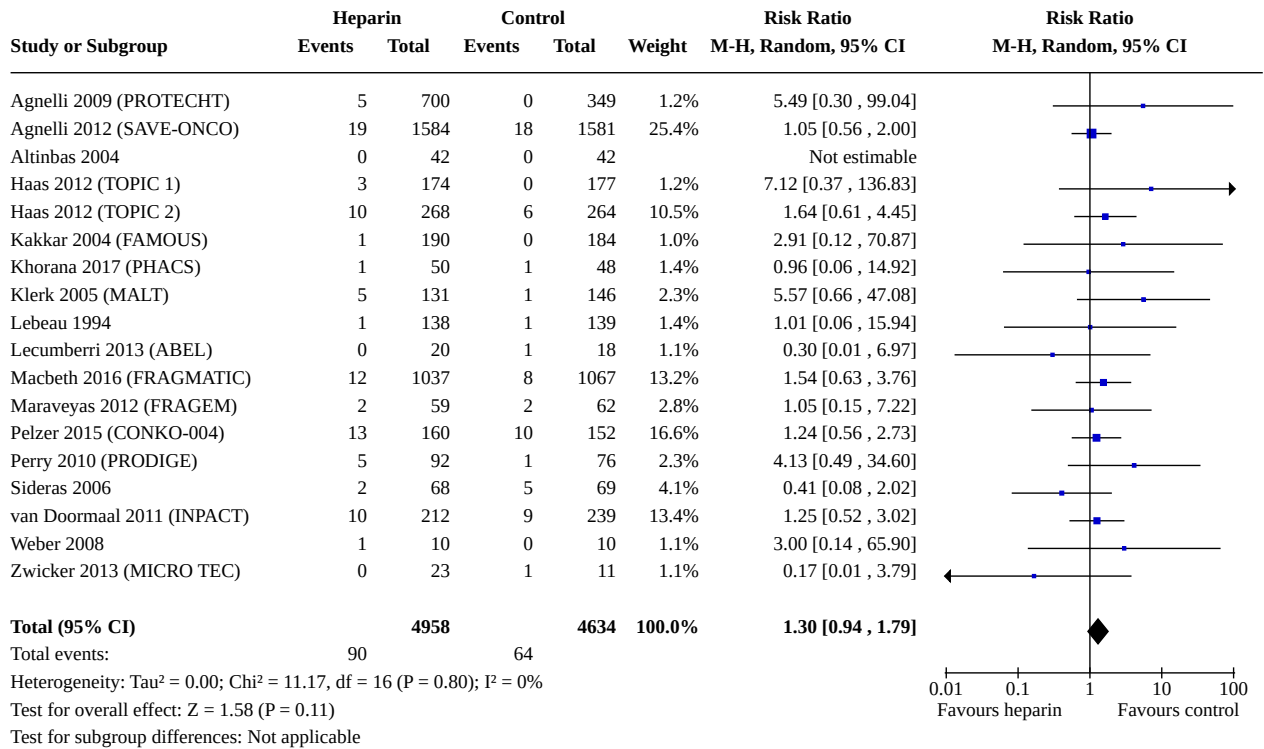 Heparin Control Risk Ratio Risk Ratio
Study or Subgroup Events Total Events Total Weight M-H, Random, 95% CI M-H, Random, 95% CI
Agnelli 2009 (PROTECHT) 5 700 0 349 1.2% 5.49 [0.30 , 99.04]
Agnelli 2012 (SAVE-ONCO) 19 1584 18 1581 25.4% 1.05 [0.56 , 2.00]
Altinbas 2004 0 42 0 42 Not estimable
Haas 2012 (TOPIC 1) 3 174 0 177 1.2% 7.12 [0.37 , 136.83]
Haas 2012 (TOPIC 2) 10 268 6 264 10.5% 1.64 [0.61 , 4.45]
Kakkar 2004 (FAMOUS) 1 190 0 184 1.0% 2.91 [0.12 , 70.87]
Khorana 2017 (PHACS) 1 50 1 48 1.4% 0.96 [0.06 , 14.92]
Klerk 2005 (MALT) 5 131 1 146 2.3% 5.57 [0.66 , 47.08]
Lebeau 1994 1 138 1 139 1.4% 1.01 [0.06 , 15.94]
Lecumberri 2013 (ABEL) 0 20 1 18 1.1% 0.30 [0.01 , 6.97]
Macbeth 2016 (FRAGMATIC) 12 1037 8 1067 13.2% 1.54 [0.63 , 3.76]
Maraveyas 2012 (FRAGEM) 2 59 2 62 2.8% 1.05 [0.15 , 7.22]
Pelzer 2015 (CONKO-004) 13 160 10 152 16.6% 1.24 [0.56 , 2.73]
Perry 2010 (PRODIGE) 5 92 1 76 2.3% 4.13 [0.49 , 34.60]
Sideras 2006 2 68 5 69 4.1% 0.41 [0.08 , 2.02]
van Doormaal 2011 (INPACT) 10 212 9 239 13.4% 1.25 [0.52 , 3.02]
Weber 2008 1 10 0 10 1.1% 3.00 [0.14 , 65.90]
Zwicker 2013 (MICRO TEC) 0 23 1 11 1.1% 0.17 [0.01 , 3.79]
Total (95% CI) 4958 4634 100.0% 1.30 [0.94 , 1.79]
Total events: 90 64
Heterogeneity: Tau² = 0.00; Chi² = 11.17, df = 16 (P = 0.80); I² = 0%
Test for overall effect: Z = 1.58 (P = 0.11)
Test for subgroup differences: Not applicable
0.01 0.1 1 10 100
Favours heparin Favours control